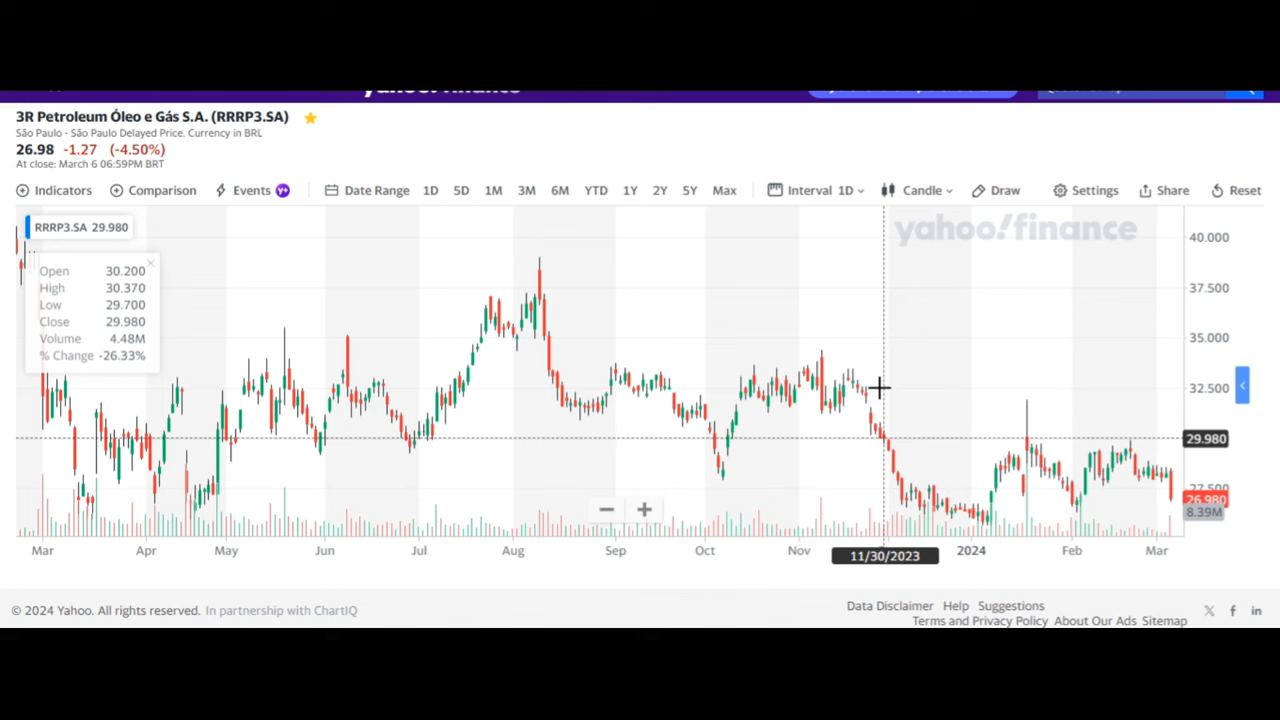 yahoo! finance
3R Petroleum Óleo e Gás S.A. (RRRP3.SA)
São Paulo - São Paulo Delayed Price. Currency in BRL
26.98 -1.27 (-4.50%)
At close: March 6 06:59PM BRT
Indicators Comparison Events Y+ Date Range 1D 5D 1M 3M 6M YTD 1Y 2Y 5Y Max Interval 1D Candle Draw Settings Share Reset
RRRP3.SA 29.980
yahoo!finance
40.000
Open 30.200
High 30.370
37.500
Low 29.700
Close 29.980
Volume 4.48M
35.000
% Change -26.33%
32.500
29.980
27.500
26.980
8.39M
Mar Apr May Jun Jul Aug Sep Oct Nov 11/30/2023 2024 Feb Mar
© 2024 Yahoo. All rights reserved. In partnership with ChartIQ
Data Disclaimer Help Suggestions
Terms and Privacy Policy About Our Ads Sitemap